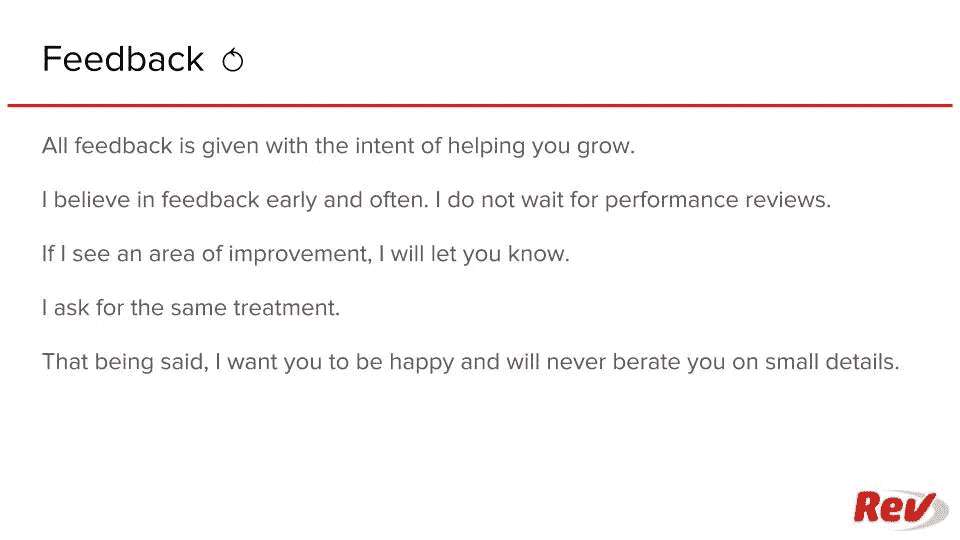 Feedback
All feedback is given with the intent of helping you grow.
I believe in feedback early and often. I do not wait for performance reviews.
If I see an area of improvement, I will let you know.
I ask for the same treatment.
That being said, I want you to be happy and will never berate you on small details.
Rev